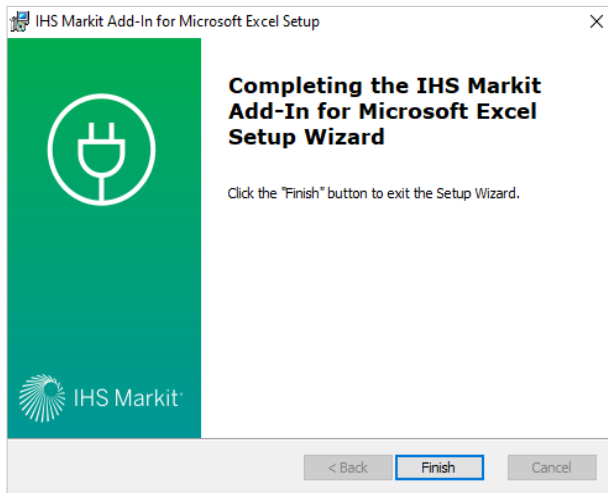 IHS Markit Add-In for Microsoft Excel Setup
Completing the IHS Markit
Add-In for Microsoft Excel
Setup Wizard
Click the "Finish" button to exit the Setup Wizard.
IHS Markit
< Back
Finish
Cancel